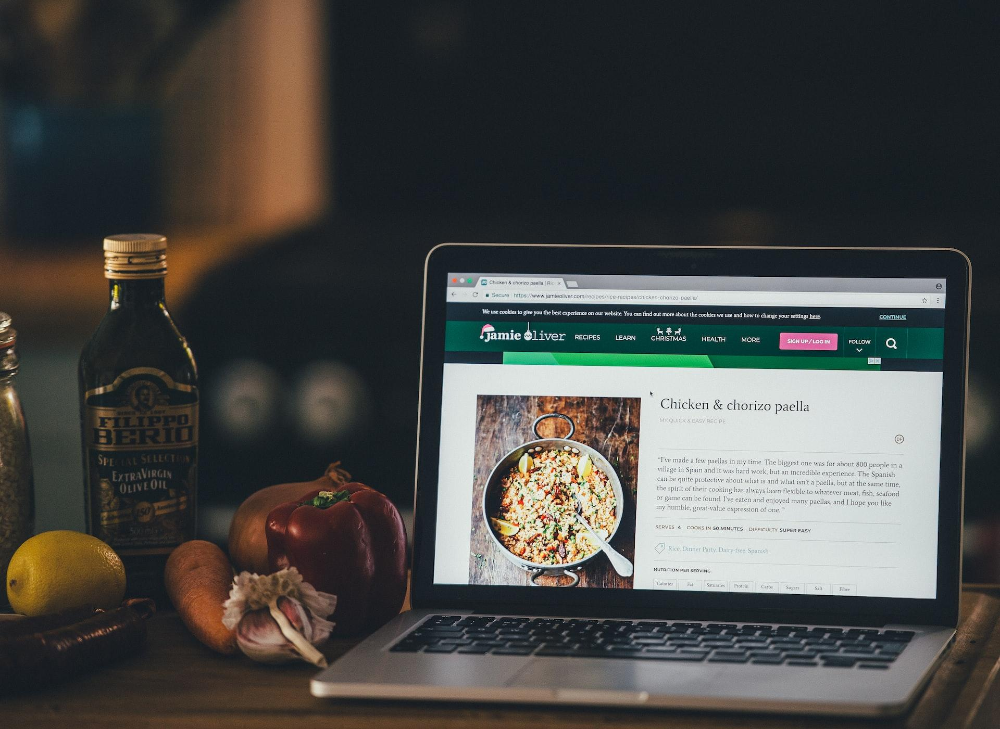 SINCE 1867
FILIPPO
BERIO
SPECIAL SELECTION
EXTRA VIRGIN
OLIVE OIL
150
500 ml
Chicken & chorizo paella | Ric
Secure https://www.jamieoliver.com/recipes/rice-recipes/chicken-chorizo-paella/
We use cookies to give you the best experience on our website. You can find out more about the cookies we use and how to change your settings here. CONTINUE
jamie oliver RECIPES LEARN CHRISTMAS HEALTH MORE SIGN UP / LOG IN FOLLOW
Chicken & chorizo paella
MY QUICK & EASY RECIPE
DF
“I've made a few paellas in my time. The biggest one was for about 800 people in a
village in Spain and it was hard work, but an incredible experience. The Spanish
can be quite protective about what is and what isn't a paella, but at the same time,
the spirit of their cooking has always been flexible to whatever meat, fish, seafood
or game can be found. I've eaten and enjoyed many paellas, and I hope you like
my humble, great-value expression of one. ”
SERVES 4 COOKS IN 50 MINUTES DIFFICULTY SUPER EASY
Rice, Dinner Party, Dairy-free, Spanish
NUTRITION PER SERVING
Calories Fat Saturates Protein Carbs Sugars Salt Fibre